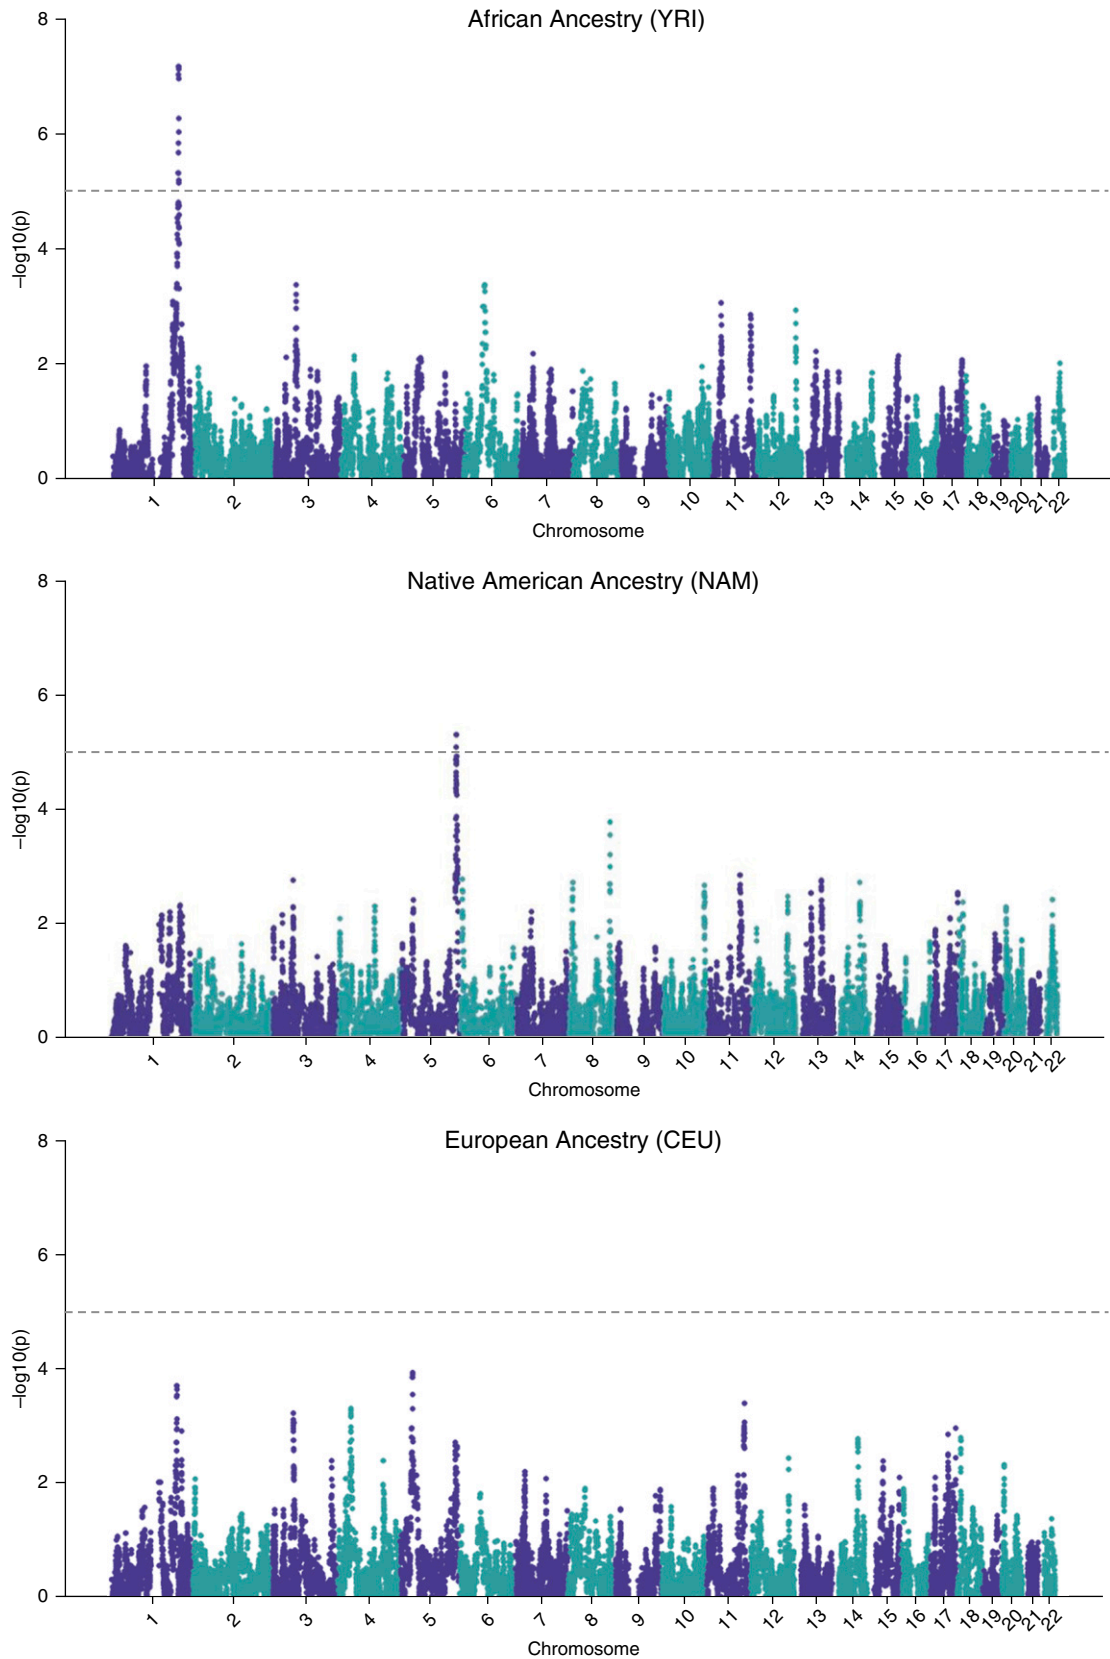 African Ancestry (YRI)
8
6
4
2
0
−log10(p)
1 2 3 4 5 6 7 8 9 10 11 12 13 14 15 16 17 18 19 20 21 22
Chromosome
Native American Ancestry (NAM)
8
6
4
2
0
−log10(p)
1 2 3 4 5 6 7 8 9 10 11 12 13 14 15 16 17 18 19 20 21 22
Chromosome
European Ancestry (CEU)
8
6
4
2
0
−log10(p)
1 2 3 4 5 6 7 8 9 10 11 12 13 14 15 16 17 18 19 20 21 22
Chromosome